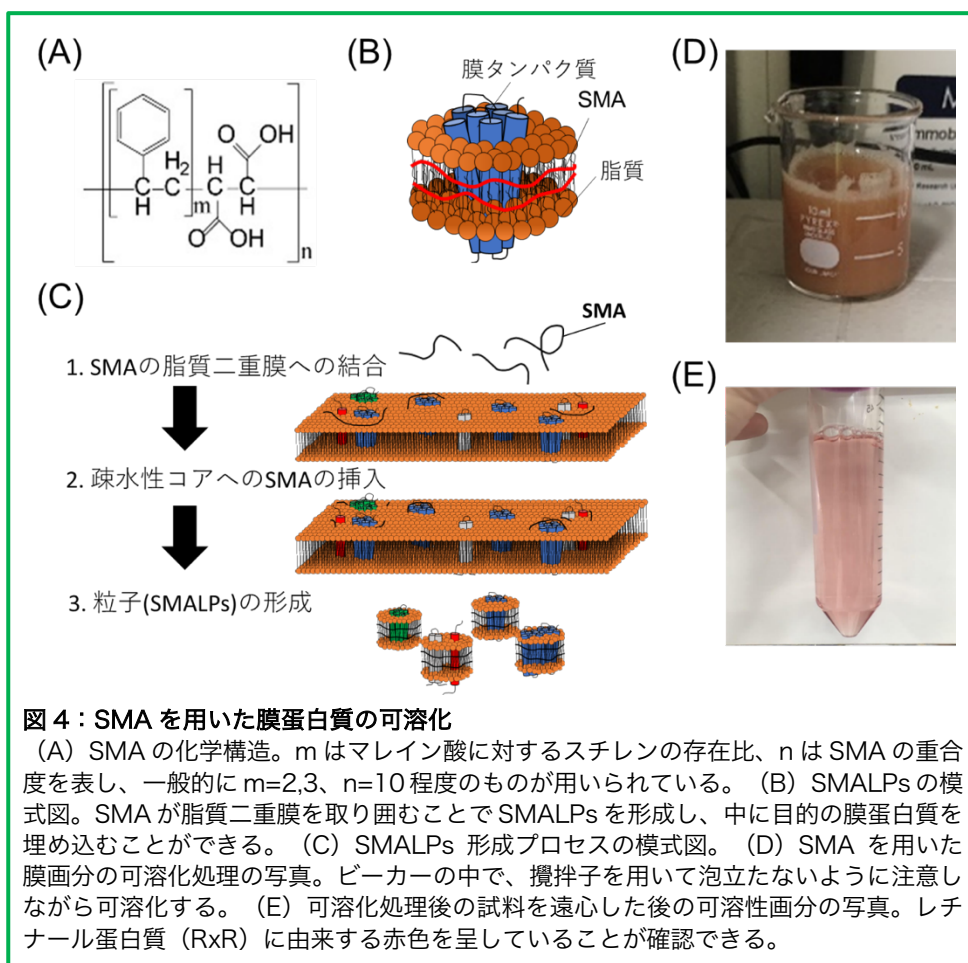 (A)
OH
O
H₂
C
C
H
m
C
H
H
C
O
OH
n
(B)
膜タンパク質
SMA
脂質
(D)
M
mmob
10ml
PYREX
10
5
(C)
SMA
1. SMAの脂質二重膜への結合
2. 疎水性コアへのSMAの挿入
3. 粒子(SMALPs)の形成
(E)
図 4：SMA を用いた膜蛋白質の可溶化
（A）SMA の化学構造。m はマレイン酸に対するスチレンの存在比、n は SMA の重合
度を表し、一般的に m=2,3、n=10 程度のものが用いられている。（B）SMALPs の模
式図。SMA が脂質二重膜を取り囲むことで SMALPs を形成し、中に目的の膜蛋白質を
埋め込むことができる。（C）SMALPs 形成プロセスの模式図。（D）SMA を用いた
膜画分の可溶化処理の写真。ビーカーの中で、攪拌子を用いて泡立たないように注意し
ながら可溶化する。（E）可溶化処理後の試料を遠心した後の可溶性画分の写真。レチ
ナール蛋白質（RxR）に由来する赤色を呈していることが確認できる。